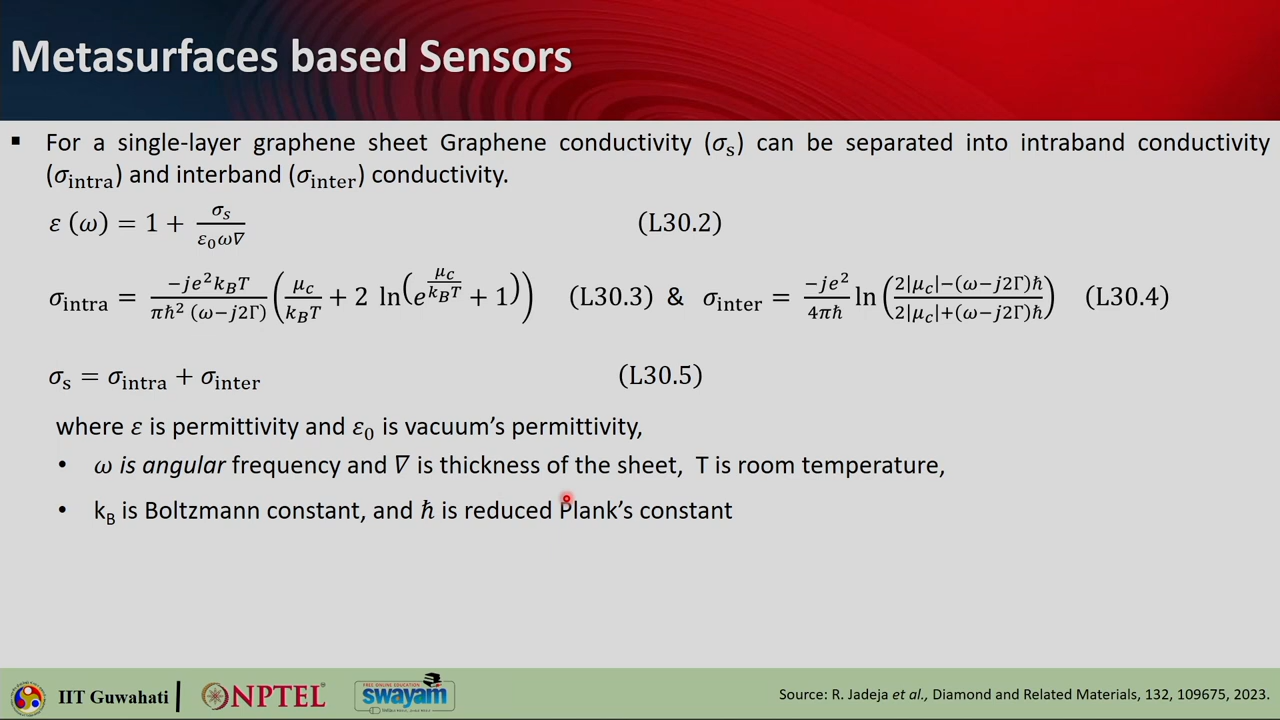 Metasurfaces based Sensors
▪ For a single-layer graphene sheet Graphene conductivity (σs) can be separated into intraband conductivity
(σintra) and interband (σinter) conductivity.
ε (ω) = 1 + σs / (ε0ω∇) (L30.2)
σintra = (−je²kBT / πħ² (ω−j2Γ)) (μc/kBT + 2 ln(e^(μc/kBT) + 1)) (L30.3) & σinter = (−je² / 4πħ) ln((2|μc|−(ω−j2Γ)ħ) / (2|μc|+(ω−j2Γ)ħ)) (L30.4)
σs = σintra + σinter (L30.5)
where ε is permittivity and ε0 is vacuum's permittivity,
• ω is angular frequency and ∇ is thickness of the sheet, T is room temperature,
• kB is Boltzmann constant, and ħ is reduced Plank's constant
IIT Guwahati | NPTEL FREE ONLINE EDUCATION swayam Source: R. Jadeja et al., Diamond and Related Materials, 132, 109675, 2023.